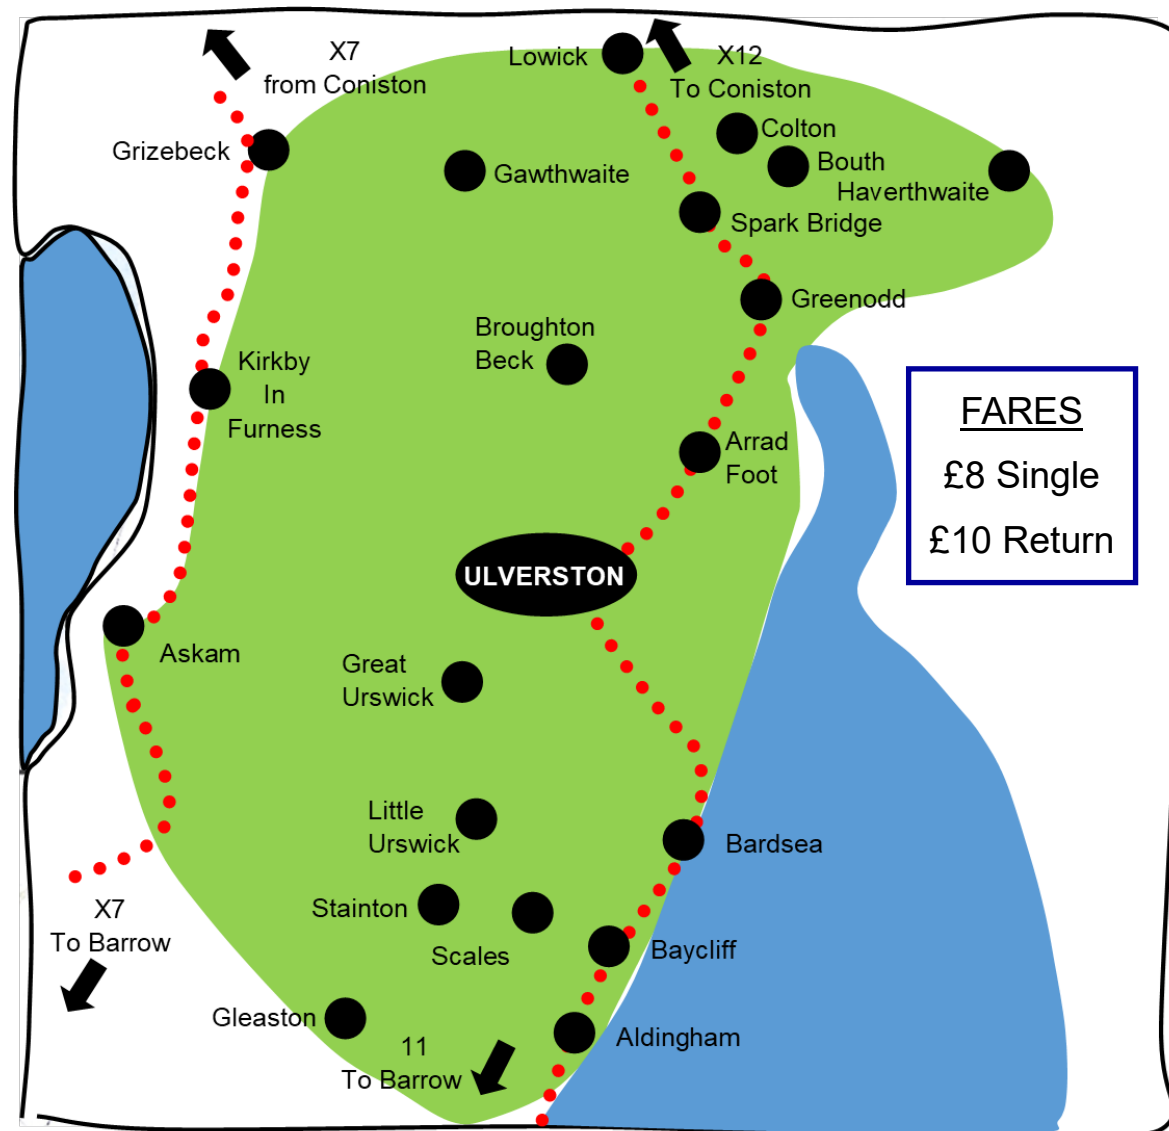 X7
from Coniston
Lowick
X12
To Coniston
Grizebeck
Gawthwaite
Colton
Bouth
Haverthwaite
Spark Bridge
Greenodd
Broughton
Beck
Kirkby
In
Furness
FARES
£8 Single
£10 Return
Arrad
Foot
ULVERSTON
Askam
Great
Urswick
Little
Urswick
Bardsea
Stainton
Scales
Baycliff
X7
To Barrow
Gleaston
11
To Barrow
Aldingham